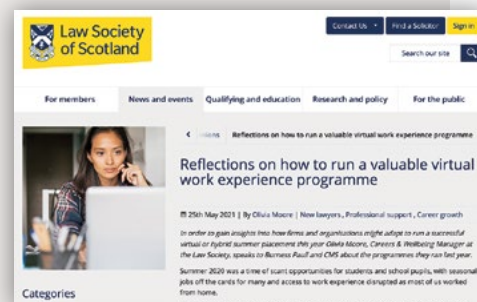 Law Society
of Scotland
Contact Us
Find a Solicitor
Sign in
Search our site
For members
News and events
Qualifying and education
Research and policy
For the public
Reflections on how to run a valuable virtual work experience programme
Reflections on how to run a valuable virtual
work experience programme
25th May 2021 | By Olivia Moore | New lawyers, Professional support, Career growth
In order to gain insights into how firms and organisations might adapt to run a successful
virtual or hybrid summer placement this year Olivia Moore, Careers & Wellbeing Manager at
the Law Society, speaks to Burness Paull and CMS about the programmes they ran last year.
Summer 2020 was a time of scant opportunities for students and school pupils, with seasonal
jobs off the cards for many and access to work experience disrupted as most of us worked
from home.
Categories